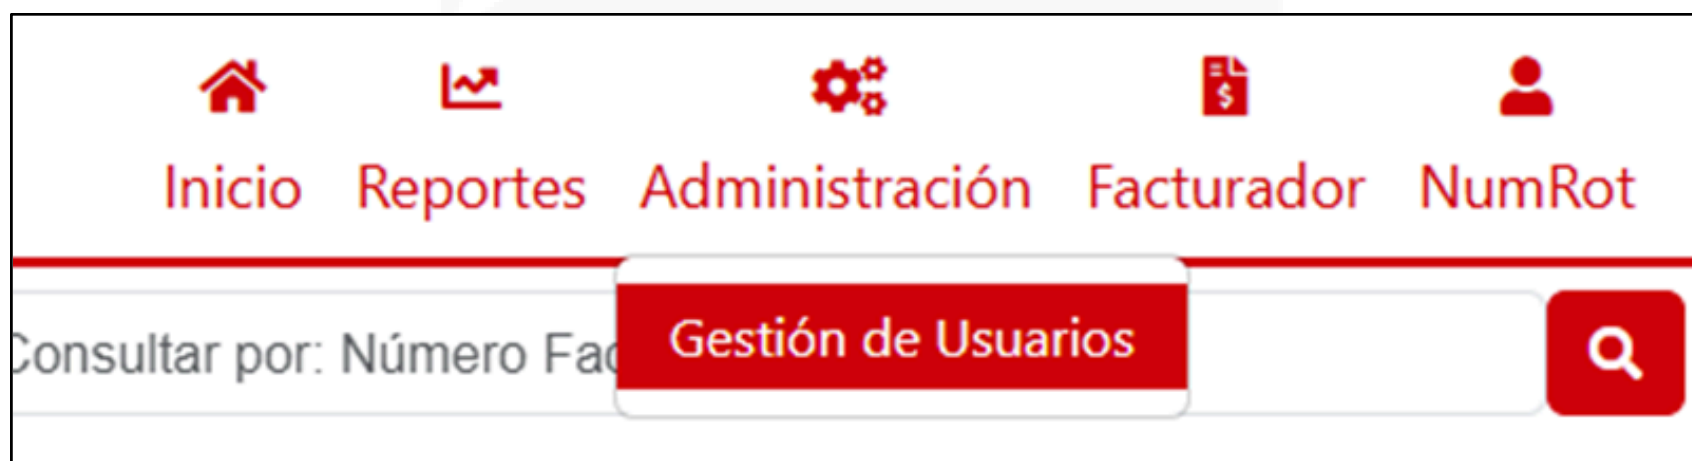 Inicio Reportes Administración Facturador NumRot
Gestión de Usuarios
Consultar por: Número Fac